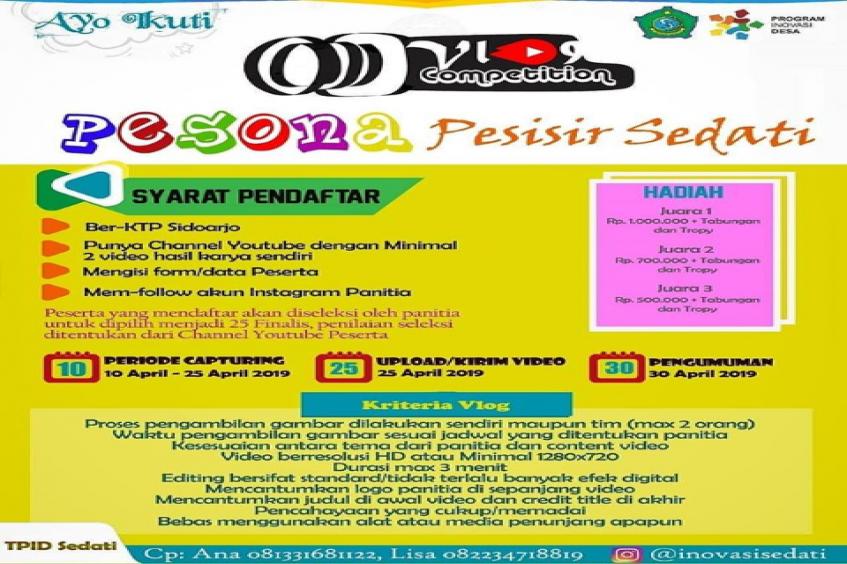 Ayo Ikuti
PROGRAM
INOVASI
DESA
Vlog
Competition
Pesona Pesisir Sedati
SYARAT PENDAFTAR
Ber-KTP Sidoarjo
Punya Channel Youtube dengan Minimal
2 video hasil karya sendiri
Mengisi form/data Peserta
Mem-follow akun Instagram Panitia
Peserta yang mendaftar akan diseleksi oleh panitia
untuk dipilih menjadi 25 Finalis, penilaian seleksi
ditentukan dari Channel Youtube Peserta
HADIAH
Juara 1
Rp. 1.000.000 + Tabungan
dan Tropy
Juara 2
Rp. 700.000 + Tabungan
dan Tropy
Juara 3
Rp. 500.000 + Tabungan
dan Tropy
10 PERIODE CAPTURING
10 April - 25 April 2019
25 UPLOAD/KIRIM VIDEO
25 April 2019
30 PENGUMUMAN
30 April 2019
Kriteria Vlog
Proses pengambilan gambar dilakukan sendiri maupun tim (max 2 orang)
Waktu pengambilan gambar sesuai jadwal yang ditentukan panitia
Kesesuaian antara tema dari panitia dan content video
Video berresolusi HD atau Minimal 1280x720
Durasi max 3 menit
Editing bersifat standard/tidak terlalu banyak efek digital
Mencantumkan logo panitia di sepanjang video
Mencantumkan judul di awal video dan credit title di akhir
Pencahayaan yang cukup/memadai
Bebas menggunakan alat atau media penunjang apapun
TPID Sedati
Cp: Ana 081331681122, Lisa 082234718819 @inovasisedati